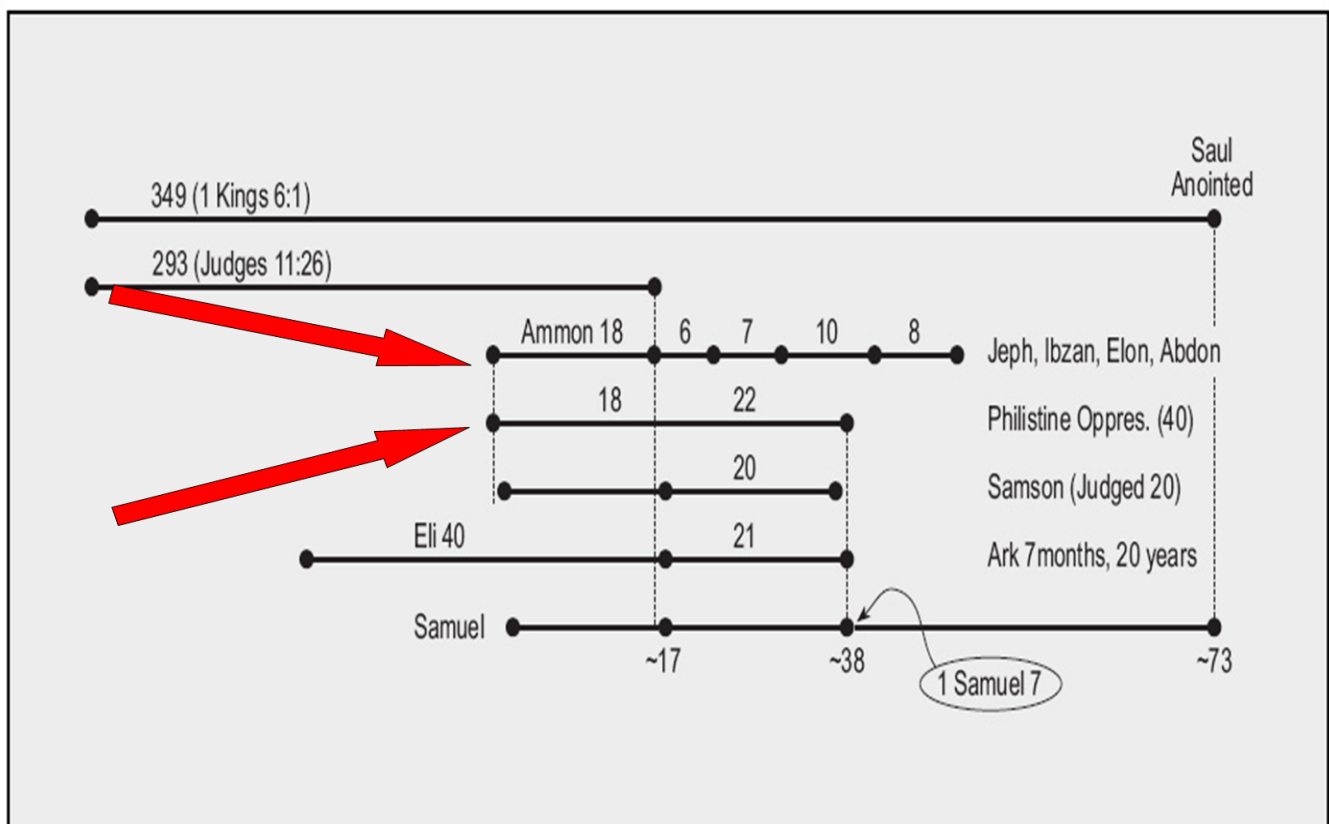 Saul
Anointed
349 (1 Kings 6:1)
293 (Judges 11:26)
Ammon 18 6 7 10 8 Jeph, Ibzan, Elon, Abdon
18 22 Philistine Oppres. (40)
20 Samson (Judged 20)
Eli 40 21 Ark 7months, 20 years
Samuel
~17 ~38 ~73
1 Samuel 7